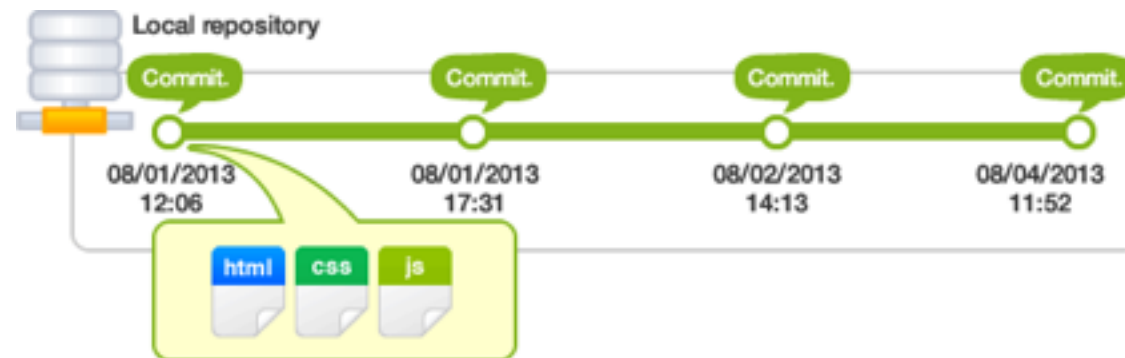 Local repository
Commit. Commit. Commit. Commit.
08/01/2013 08/01/2013 08/02/2013 08/04/2013
12:06 17:31 14:13 11:52
html css js